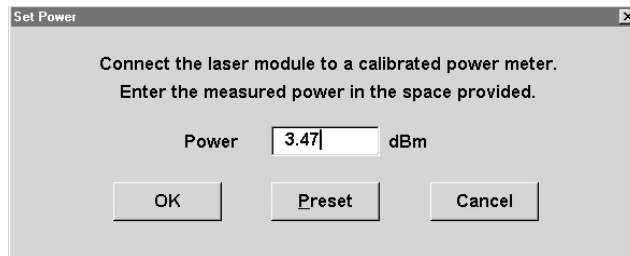 Set Power
Connect the laser module to a calibrated power meter.
Enter the measured power in the space provided.
Power 3.47 dBm
OK Preset Cancel